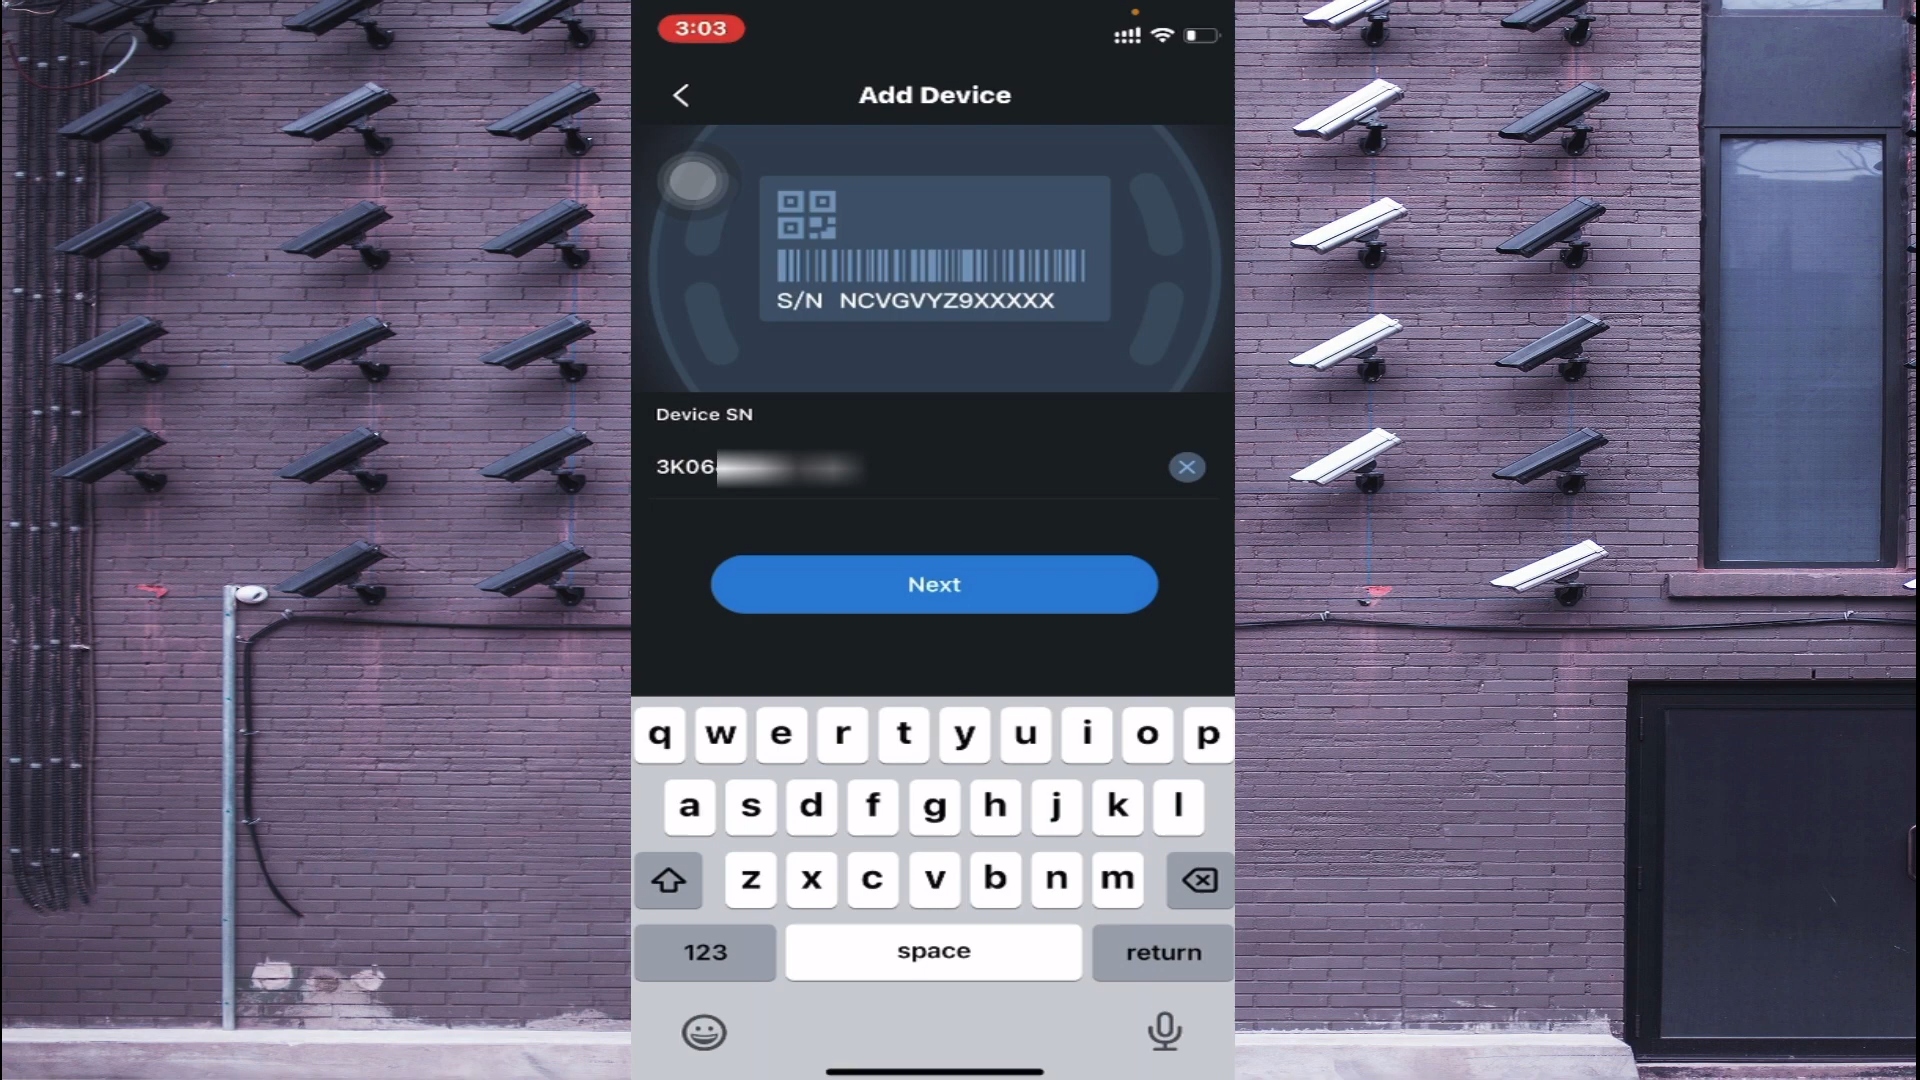 3:03
Add Device
S/N NCVGVYZ9XXXXX
Device SN
3K06
Next
q w e r t y u i o p
a s d f g h j k l
z x c v b n m
123 space return